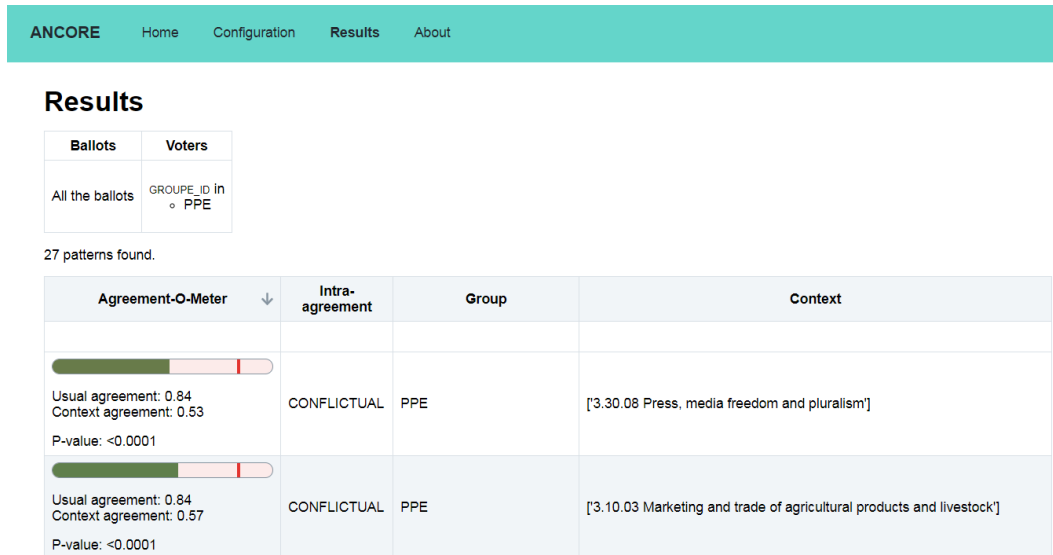 ANCORE Home Configuration Results About
Results
Ballots Voters
All the ballots GROUPE_ID in
PPE
27 patterns found.
Agreement-O-Meter Intra-agreement Group Context
Usual agreement: 0.84
Context agreement: 0.53
P-value: <0.0001
CONFLICTUAL PPE ['3.30.08 Press, media freedom and pluralism']
Usual agreement: 0.84
Context agreement: 0.57
P-value: <0.0001
CONFLICTUAL PPE ['3.10.03 Marketing and trade of agricultural products and livestock']